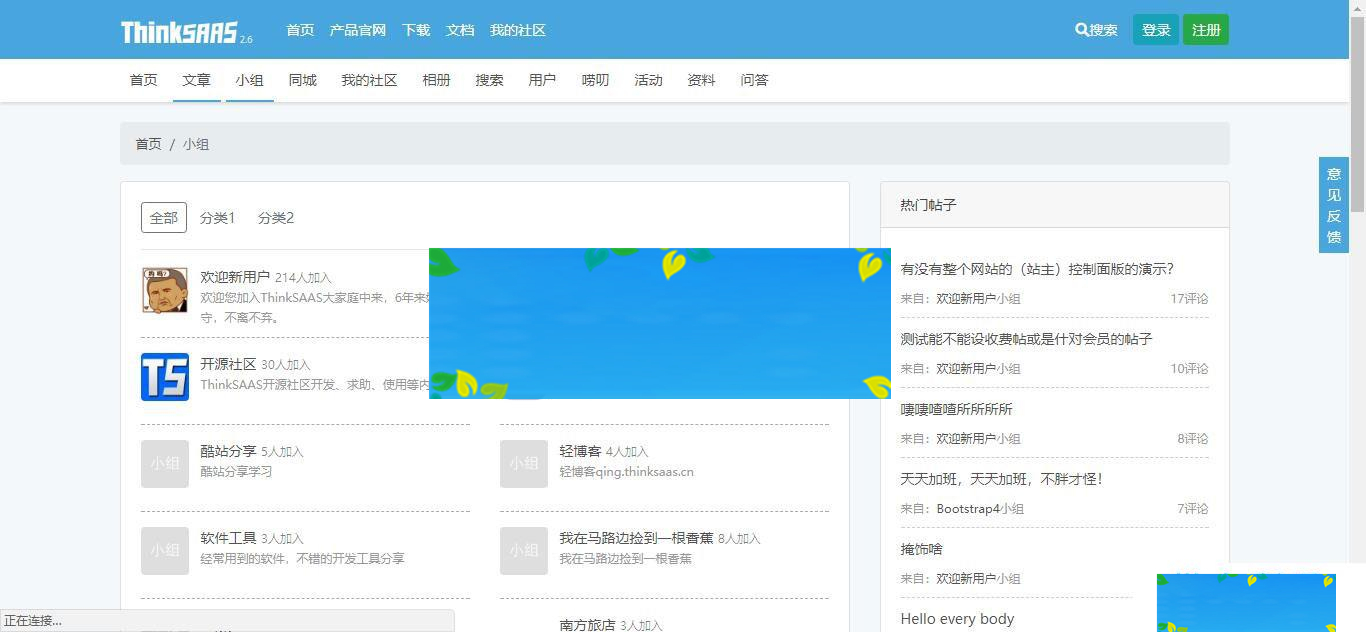 ThinkSAAS 2.6 首页 产品官网 下载 文档 我的社区 搜索 登录 注册
首页 文章 小组 同城 我的社区 相册 搜索 用户 唠叨 活动 资料 问答
首页 / 小组
意见反馈
全部 分类1 分类2
欢迎新用户 214人加入
欢迎您加入ThinkSAAS大家庭中来，6年来
守，不离不弃。
开源社区 30人加入
ThinkSAAS开源社区开发、求助、使用等内
小组
酷站分享 5人加入
酷站分享学习
小组
轻博客 4人加入
轻博客qing.thinksaas.cn
小组
软件工具 3人加入
经常用到的软件，不错的开发工具分享
小组
我在马路边捡到一根香蕉 8人加入
我在马路边捡到一根香蕉
南方旅店 3人加入
热门帖子
有没有整个网站的（站主）控制面版的演示？
来自：欢迎新用户小组 17评论
测试能不能设收费帖或是什对会员的帖子
来自：欢迎新用户小组 10评论
啛啛喳喳所所所所
来自：欢迎新用户小组 8评论
天天加班，天天加班，不胖才怪！
来自：Bootstrap4小组 7评论
掩饰啥
来自：欢迎新用户小组
Hello every body
正在连接...